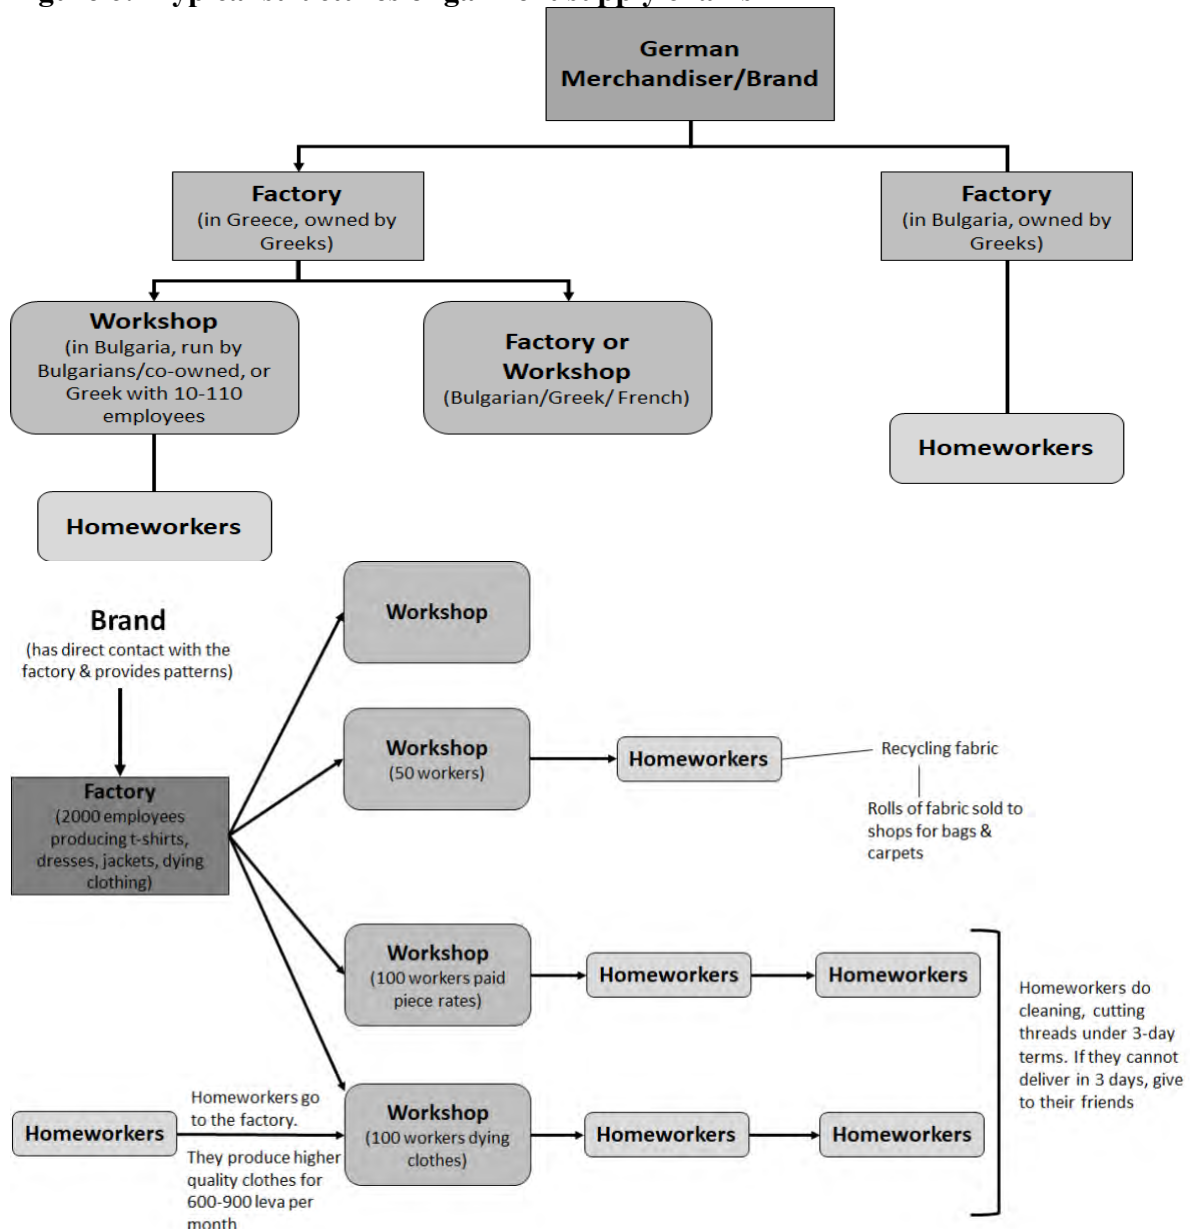 German
Merchandiser/Brand
Factory
(in Greece, owned by
Greeks)
Factory
(in Bulgaria, owned by
Greeks)
Workshop
(in Bulgaria, run by
Bulgarians/co-owned, or
Greek with 10-110
employees
Factory or
Workshop
(Bulgarian/Greek/ French)
Homeworkers
Homeworkers
Brand
(has direct contact with the
factory & provides patterns)
Factory
(2000 employees
producing t-shirts,
dresses, jackets, dying
clothing)
Workshop
Workshop
(50 workers)
Homeworkers
Recycling fabric
Rolls of fabric sold to
shops for bags &
carpets
Workshop
(100 workers paid
piece rates)
Homeworkers
Homeworkers
Homeworkers do
cleaning, cutting
threads under 3-day
terms. If they cannot
deliver in 3 days, give
to their friends
Homeworkers
Homeworkers go
to the factory.
They produce higher
quality clothes for
600-900 leva per
month
Workshop
(100 workers dying
clothes)
Homeworkers
Homeworkers